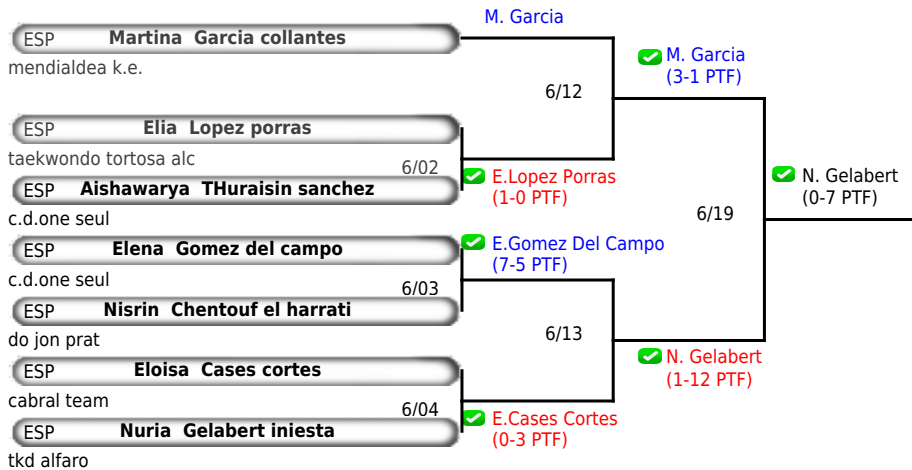 M. Garcia
ESP Martina Garcia collantes
mendialdea k.e.
M. Garcia
(3-1 PTF)
6/12
ESP Elia Lopez porras
taekwondo tortosa alc
6/02
E.Lopez Porras
(1-0 PTF)
N. Gelabert
(0-7 PTF)
ESP Aishawarya THuraisin sanchez
c.d.one seul
6/19
ESP Elena Gomez del campo
E.Gomez Del Campo
(7-5 PTF)
c.d.one seul
6/03
ESP Nisrin Chentouf el harrati
do jon prat
6/13
N. Gelabert
(1-12 PTF)
ESP Eloisa Cases cortes
cabral team
6/04
E.Cases Cortes
(0-3 PTF)
ESP Nuria Gelabert iniesta
tkd alfaro